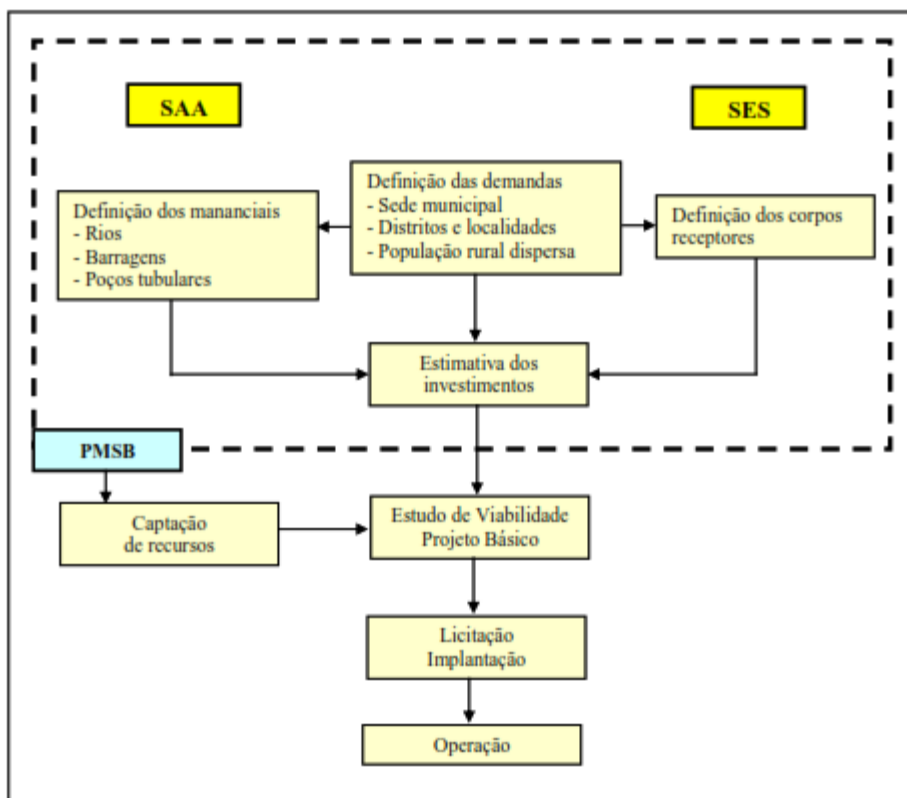 SAA
SES
Definição dos mananciais
- Rios
- Barragens
- Poços tubulares
Definição das demandas
- Sede municipal
- Distritos e localidades
- População rural dispersa
Definição dos corpos
receptores
Estimativa dos
investimentos
PMSB
Captação
de recursos
Estudo de Viabilidade
Projeto Básico
Licitação
Implantação
Operação